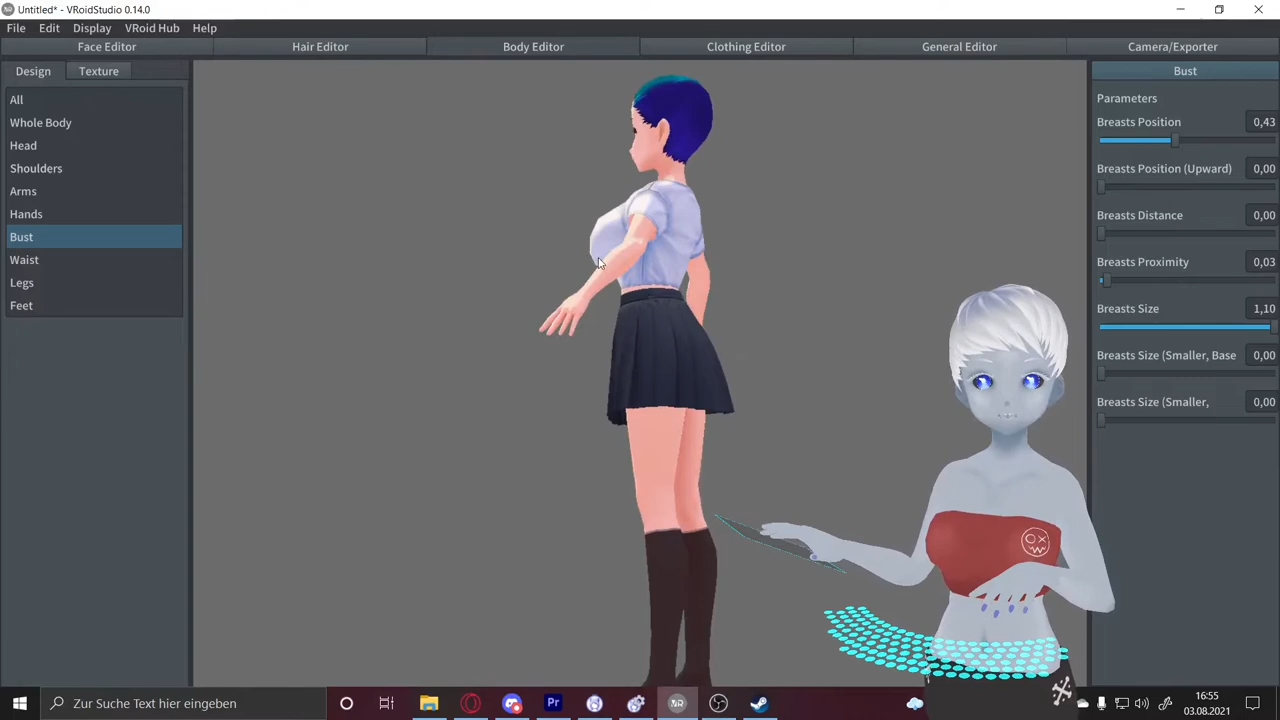 Untitled* - VRoidStudio 0.14.0
File Edit Display VRoid Hub Help
Face Editor Hair Editor Body Editor Clothing Editor General Editor Camera/Exporter
Design Texture
All
Whole Body
Head
Shoulders
Arms
Hands
Bust
Waist
Legs
Feet
Bust
Parameters
Breasts Position 0,43
Breasts Position (Upward) 0,00
Breasts Distance 0,00
Breasts Proximity 0,03
Breasts Size 1,10
Breasts Size (Smaller, Base 0,00
Breasts Size (Smaller, 0,00
Zur Suche Text hier eingeben
Pr
16:55
03.08.2021